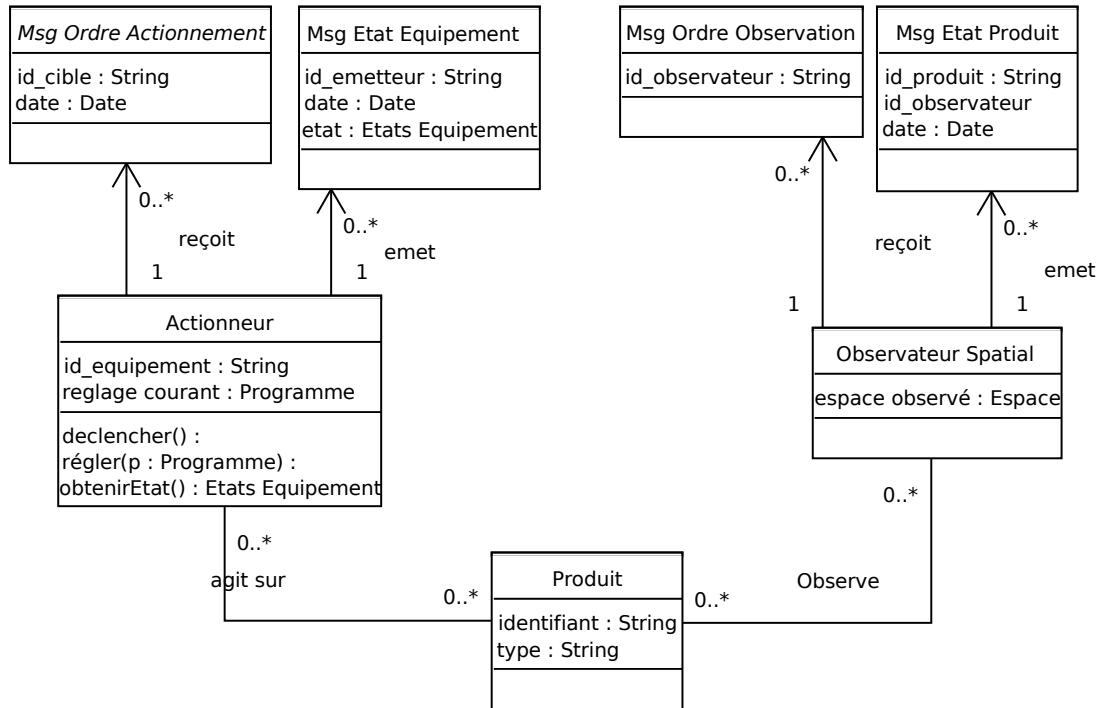 Msg Ordre Actionnement
id_cible : String
date : Date
Msg Etat Equipement
id_emetteur : String
date : Date
etat : Etats Equipement
Msg Ordre Observation
id_observateur : String
Msg Etat Produit
id_produit : String
id_observateur
date : Date
0..*
reçoit
1
0..*
emet
1
0..*
reçoit
1
0..*
emet
1
Actionneur
id_equipement : String
reglage courant : Programme
declencher() :
régler(p : Programme) :
obtenirEtat() : Etats Equipement
Observateur Spatial
espace observé : Espace
0..*
agit sur
0..*
0..*
Observe
0..*
Produit
identifiant : String
type : String